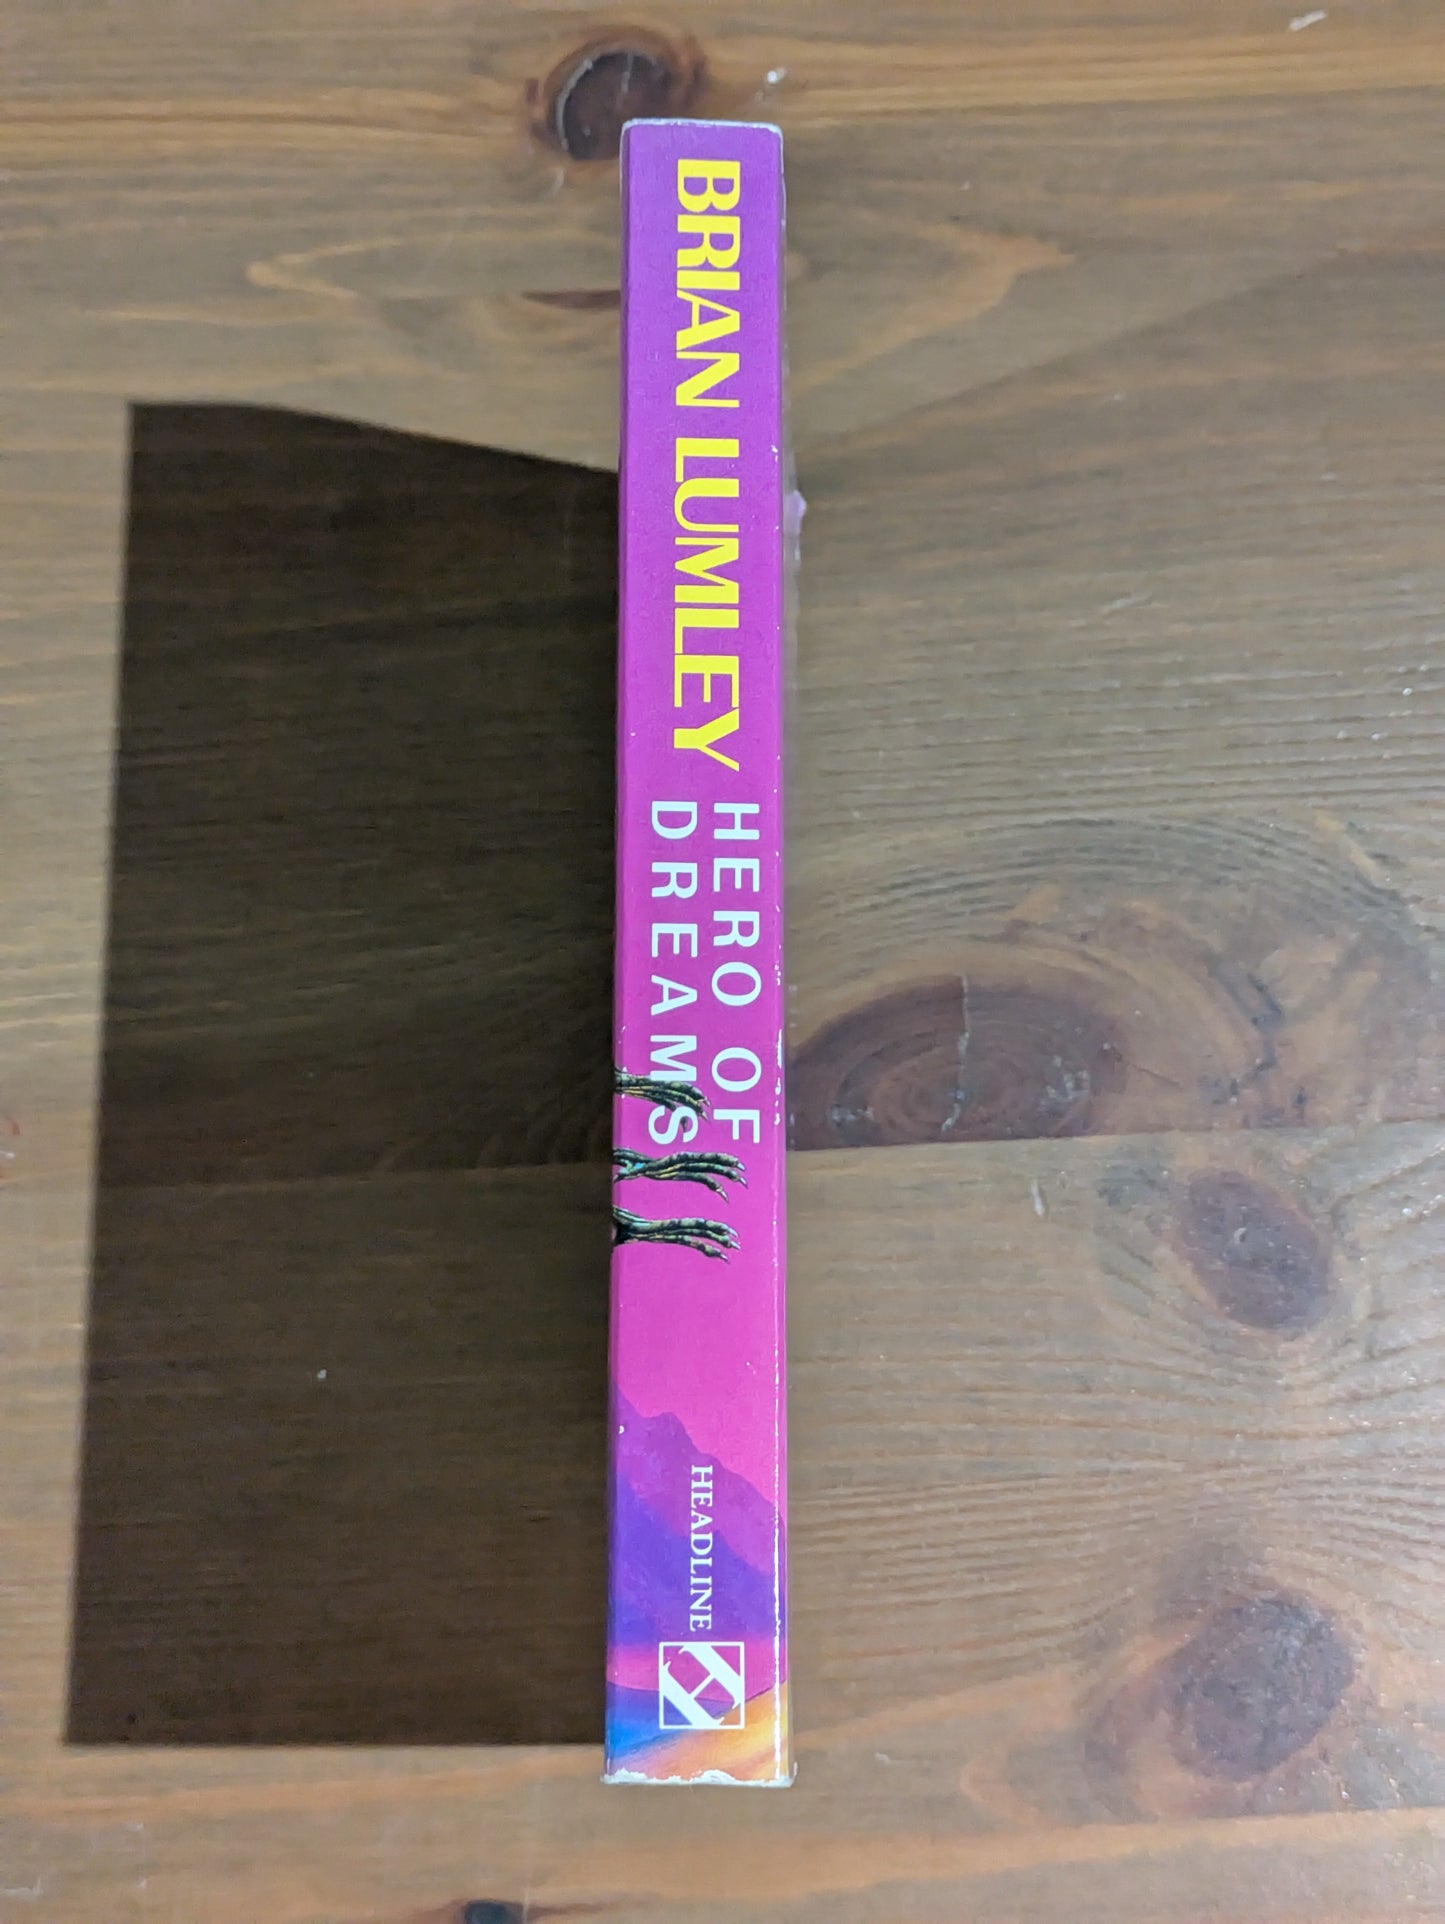 BRIAN LUMLEY
HERO OF
DREAMS
HEADLINE
H